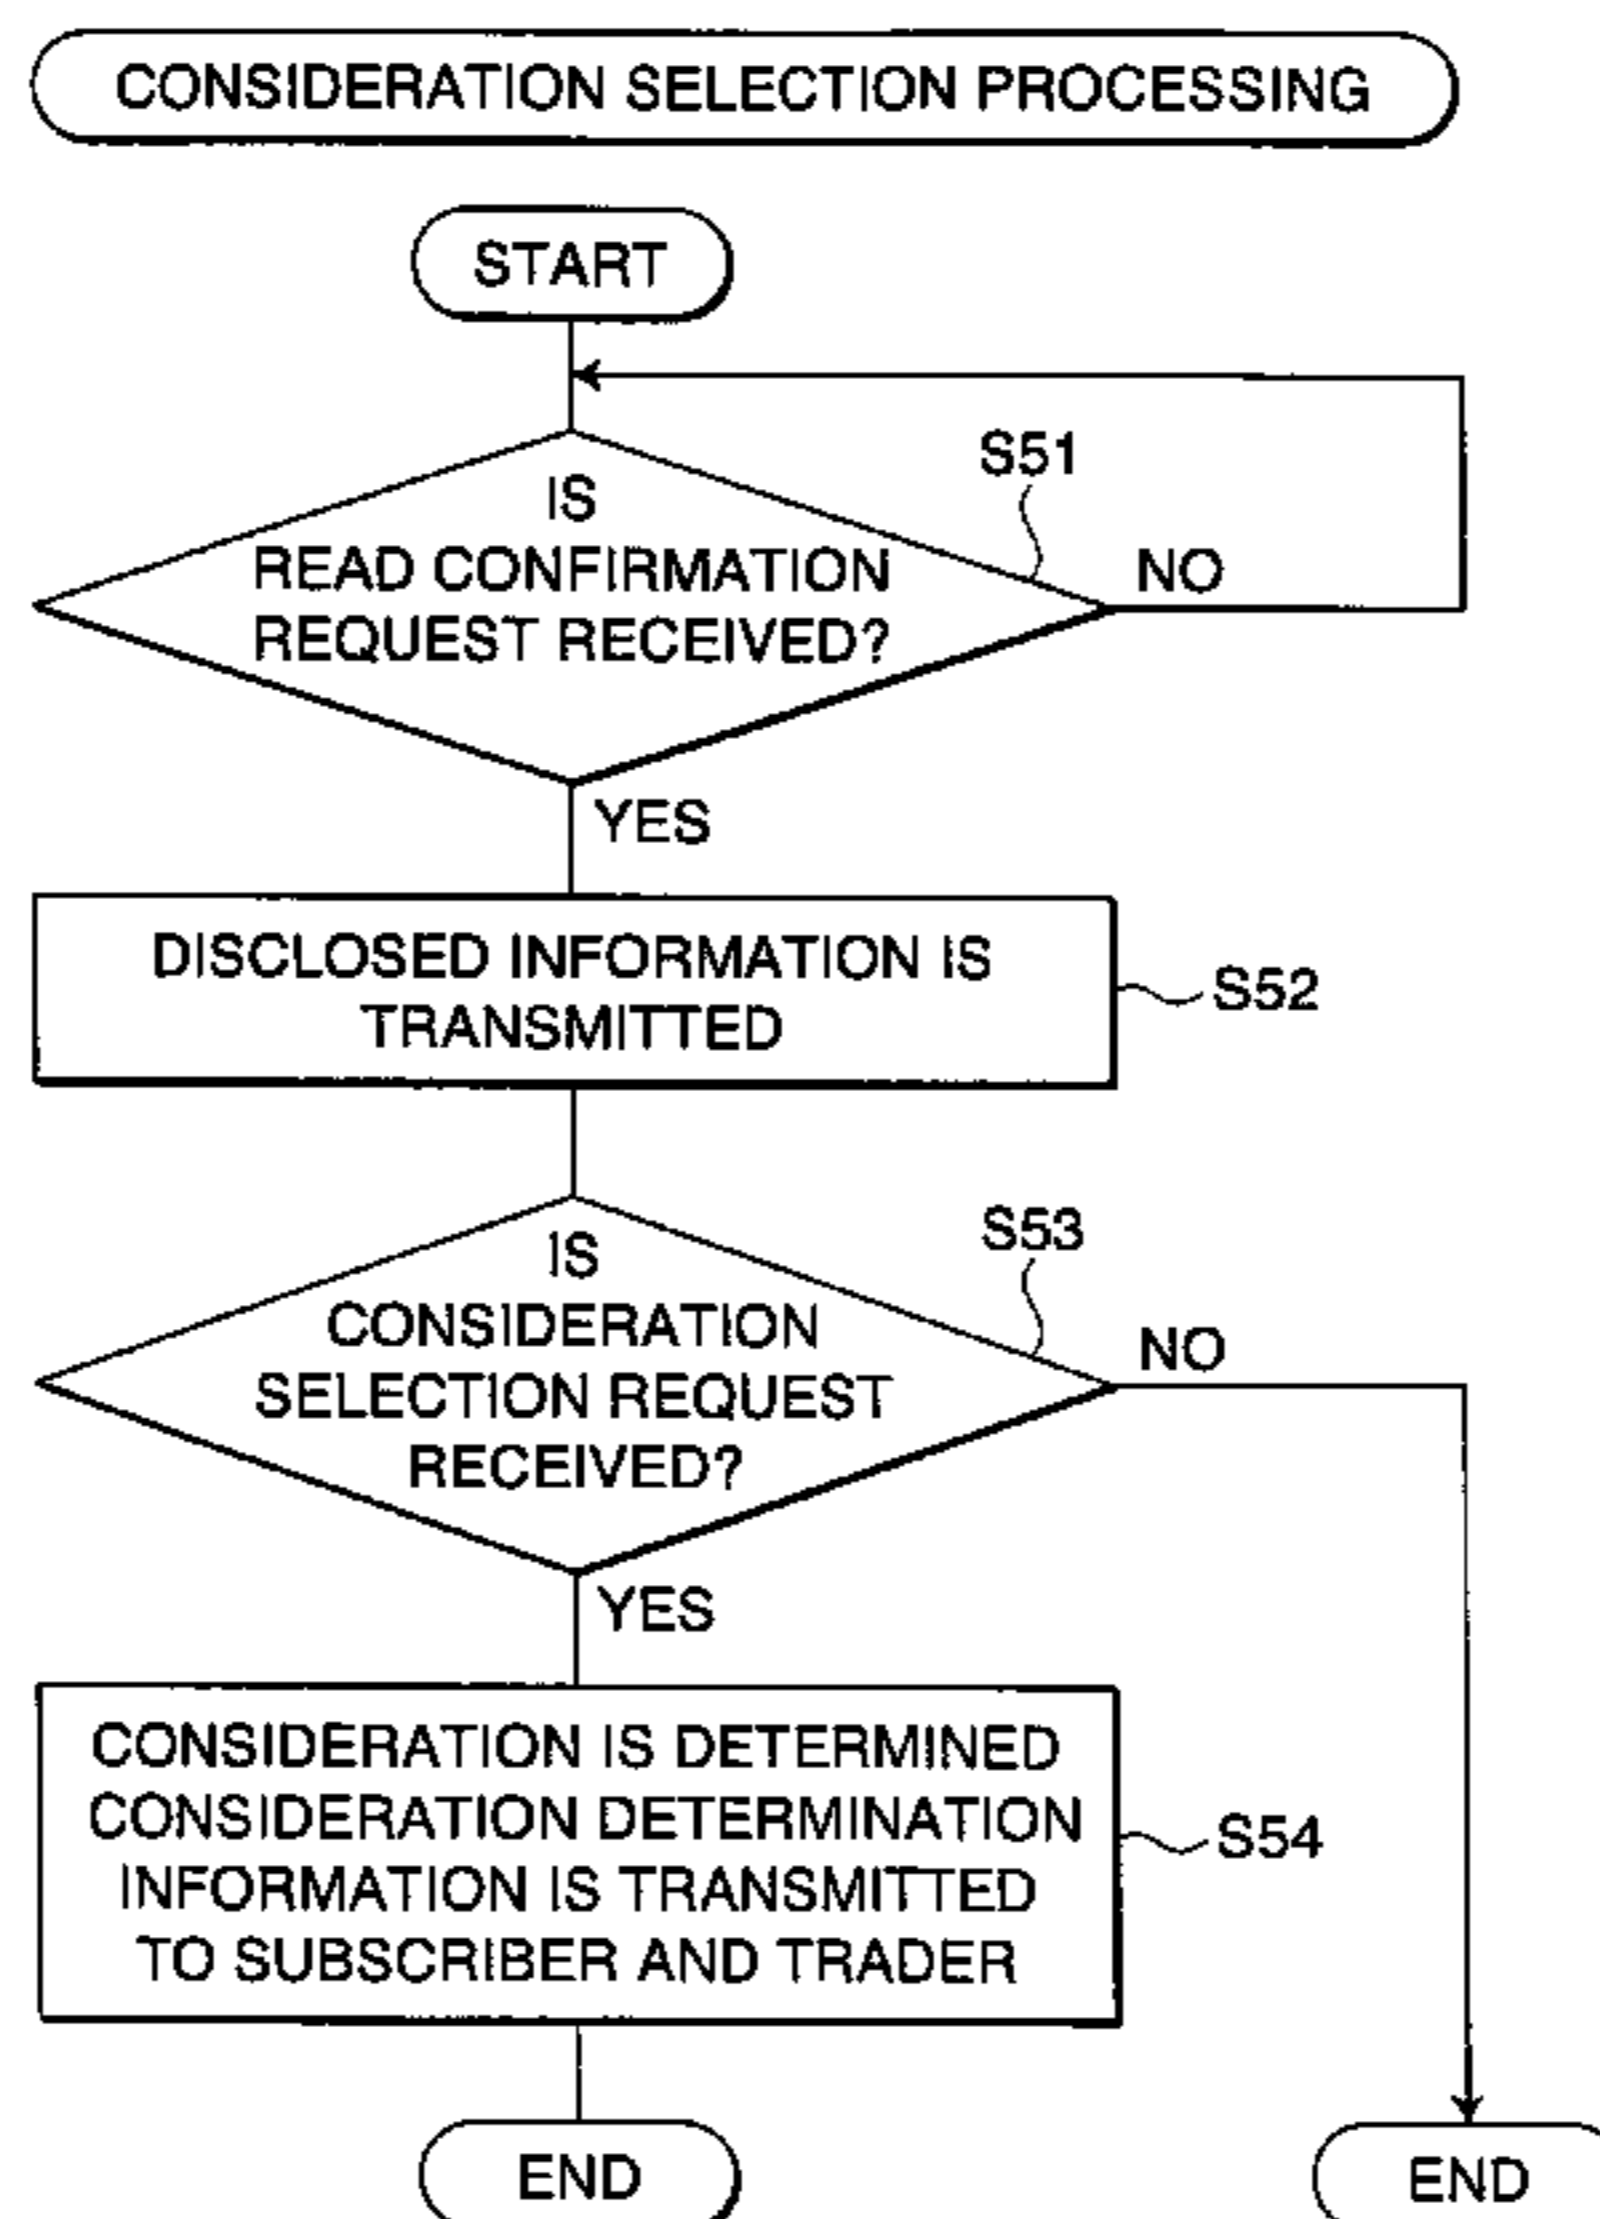 CONSIDERATION SELECTION PROCESSING
START
S51
IS
READ CONFIRMATION
REQUEST RECEIVED?
NO
YES
DISCLOSED INFORMATION IS
TRANSMITTED
S52
S53
IS
CONSIDERATION
SELECTION REQUEST
RECEIVED?
NO
YES
CONSIDERATION IS DETERMINED
CONSIDERATION DETERMINATION
INFORMATION IS TRANSMITTED
TO SUBSCRIBER AND TRADER
S54
END
END